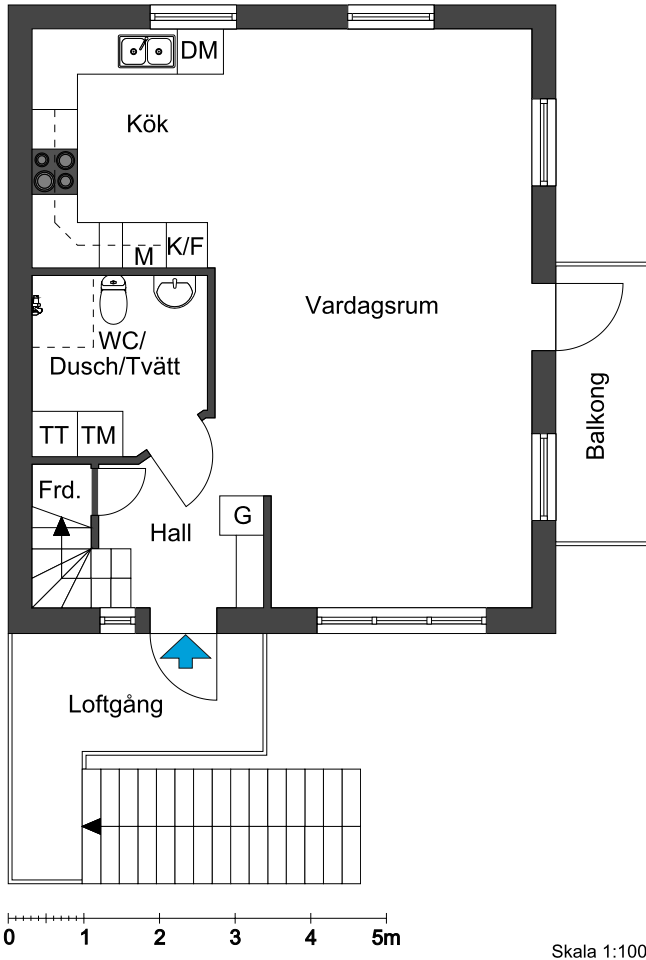 DM
Kök
M
K/F
Vardagsrum
WC/
Dusch/Tvätt
Balkong
TT
TM
Frd.
G
Hall
Loftgång
0 1 2 3 4 5m
Skala 1:100